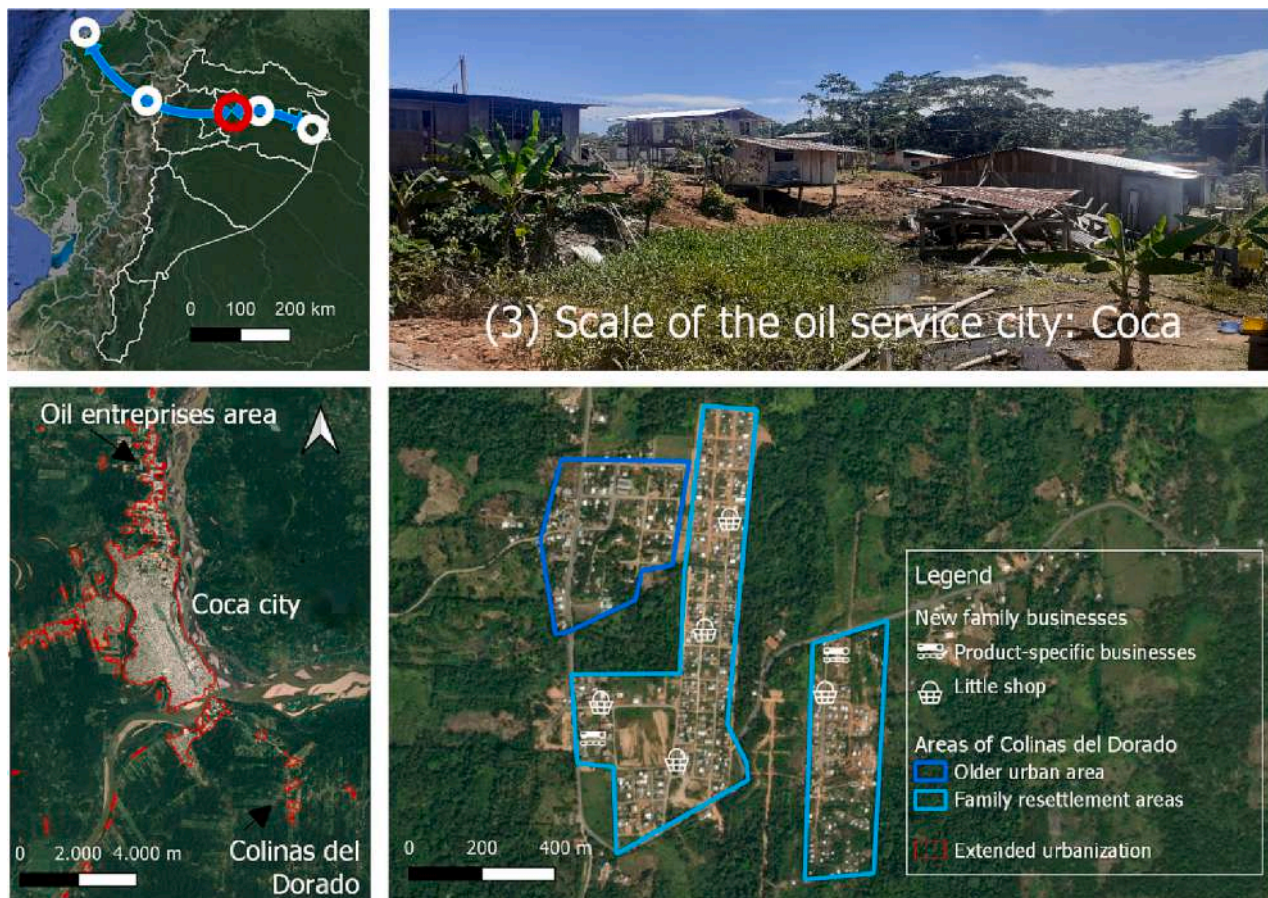 0 100 200 km
(3) Scale of the oil service city: Coca
Oil entreprises area
Coca city
0 2.000 4.000 m
Colinas del
Dorado
0 200 400 m
Legend
New family businesses
Product-specific businesses
Little shop
Areas of Colinas del Dorado
Older urban area
Family resettlement areas
Extended urbanization